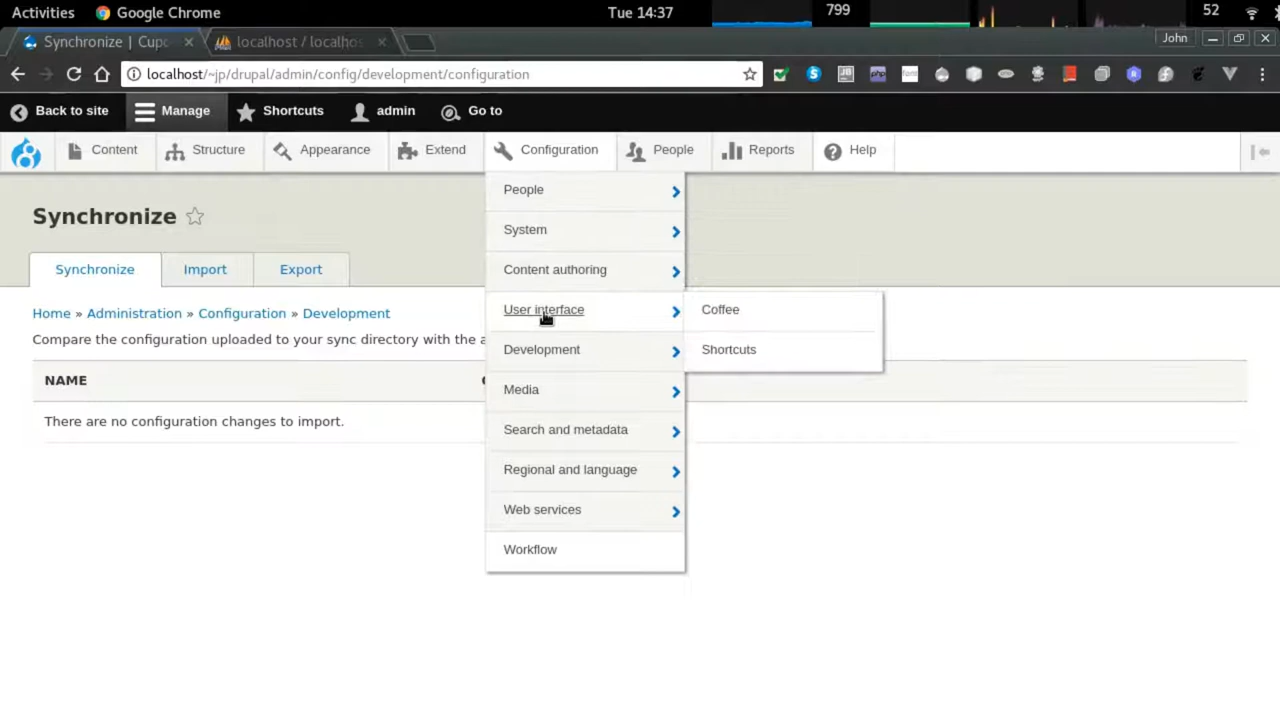 Activities Google Chrome Tue 14:37 799 52
Synchronize | Cupc localhost / localhos John
localhost/~jp/drupal/admin/config/development/configuration
Back to site Manage Shortcuts admin Go to
Content Structure Appearance Extend Configuration People Reports Help
People
System
Content authoring
User interface
Development
Media
Search and metadata
Regional and language
Web services
Workflow
Coffee
Shortcuts
Synchronize
Synchronize Import Export
Home » Administration » Configuration » Development
Compare the configuration uploaded to your sync directory with the a
NAME
There are no configuration changes to import.